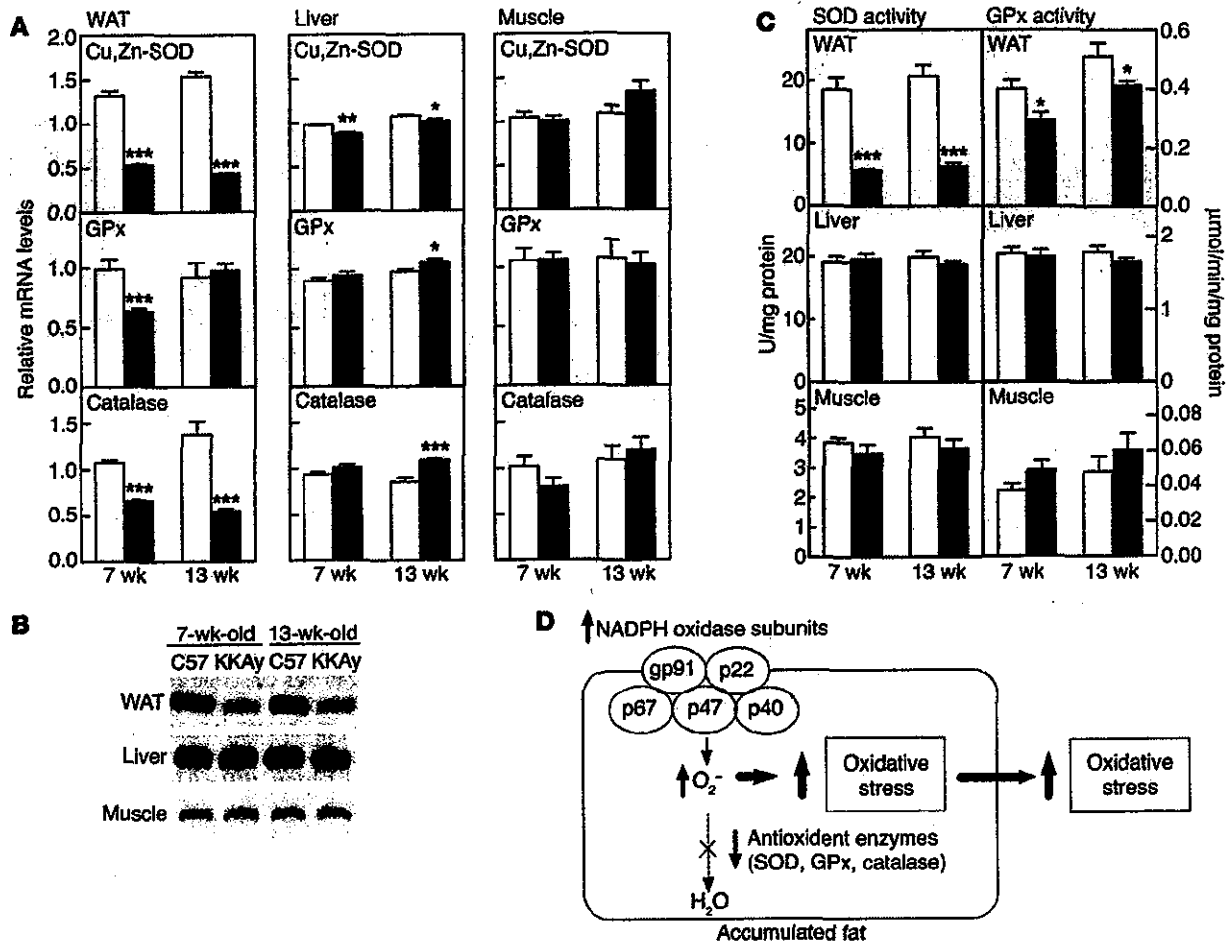 A
WAT
Liver
Muscle
Relative mRNA levels
Cu,Zn-SOD
Cu,Zn-SOD
Cu,Zn-SOD
2.0
1.5
1.0
0.5
0.0
***
***
**
*
GPx
GPx
GPx
1.0
0.5
0.0
***
*
Catalase
Catalase
Catalase
1.5
1.0
0.5
0.0
***
***
***
7 wk
13 wk
7 wk
13 wk
7 wk
13 wk
B
7-wk-old
13-wk-old
C57 KKAy C57 KKAy
WAT
Liver
Muscle
C
SOD activity
GPx activity
U/mg protein
µmol/min/mg protein
WAT
WAT
20
10
0
***
***
*
*
0.6
0.4
0.2
0.0
Liver
Liver
20
10
0
2
1
0
Muscle
Muscle
5
4
3
2
1
0
0.08
0.06
0.04
0.02
0.00
7 wk
13 wk
7 wk
13 wk
D
NADPH oxidase subunits
gp91
p22
p67
p47
p40
O2-
Oxidative
stress
Oxidative
stress
Antioxident enzymes
(SOD, GPx, catalase)
H2O
Accumulated fat